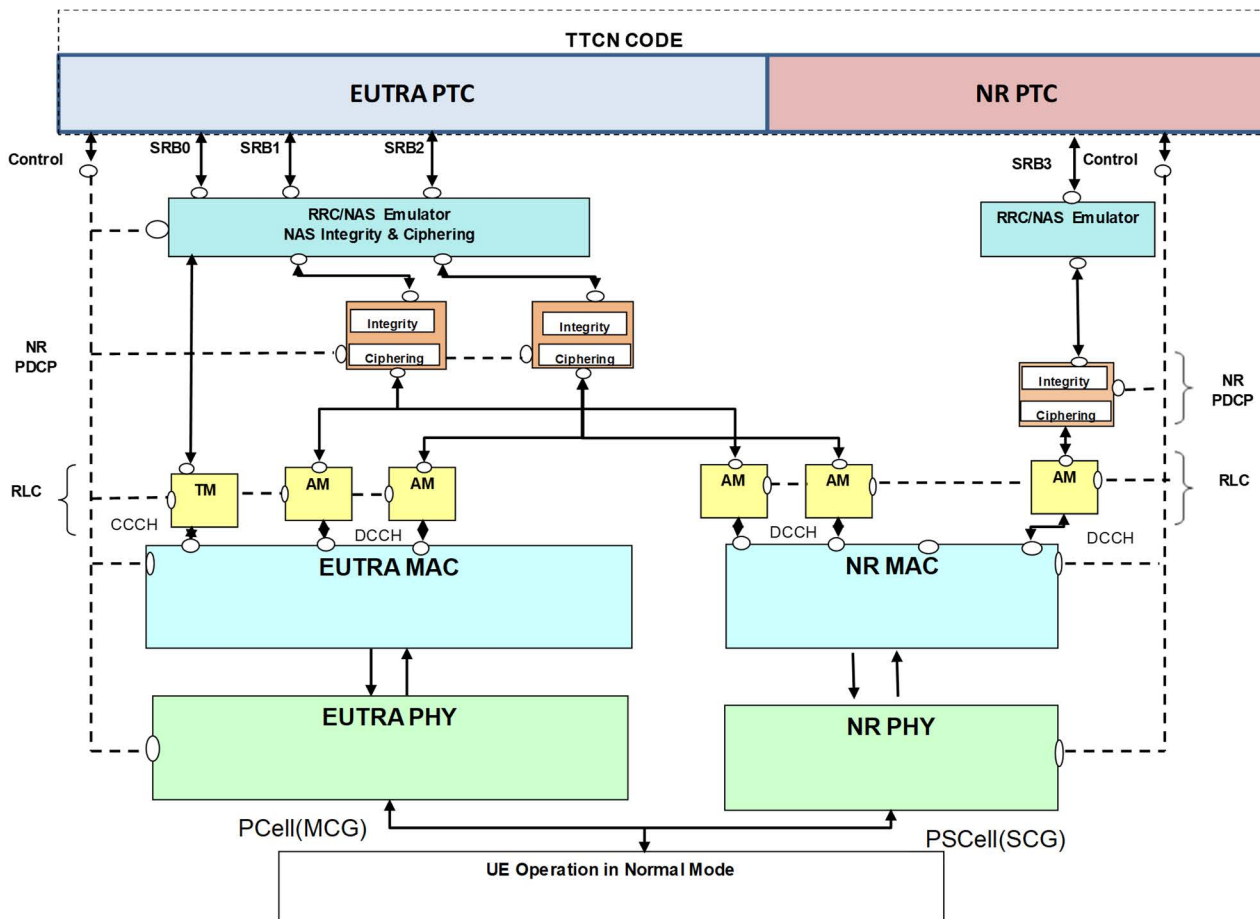 TTCN CODE
EUTRA PTC
NR PTC
Control
SRB0
SRB1
SRB2
SRB3
Control
RRC/NAS Emulator
NAS Integrity & Ciphering
RRC/NAS Emulator
NR
PDCP
Integrity
Ciphering
Integrity
Ciphering
Integrity
Ciphering
NR
PDCP
RLC
TM
AM
AM
AM
AM
AM
RLC
CCCH
DCCH
DCCH
DCCH
EUTRA MAC
NR MAC
EUTRA PHY
NR PHY
PCell(MCG)
PSCell(SCG)
UE Operation in Normal Mode